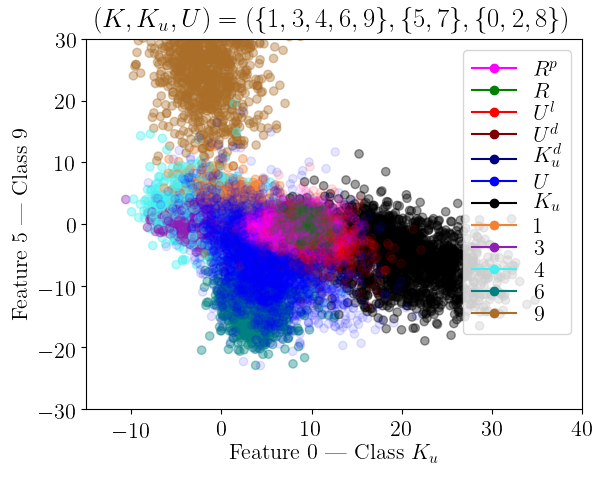 (K, K_u, U) = ({1, 3, 4, 6, 9}, {5, 7}, {0, 2, 8})
30
20
10
0
−10
−20
−30
Feature 5 — Class 9
R^p
R
U^l
U^d
K_u^d
U
K_u
1
3
4
6
9
−10
0
10
20
30
40
Feature 0 — Class K_u